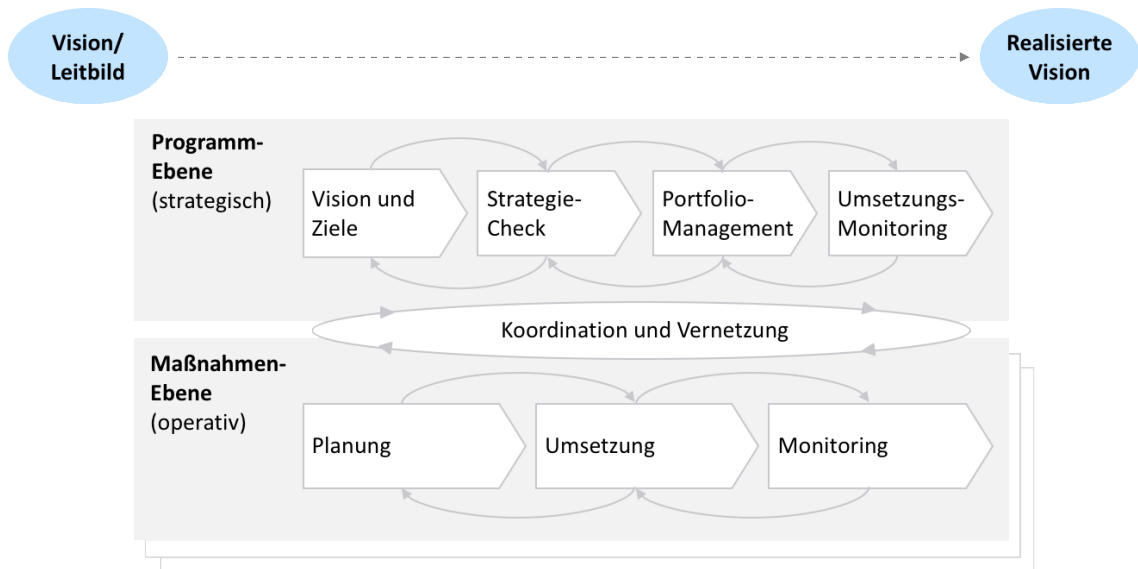 Vision/
Leitbild
Realisierte
Vision
Programm-
Ebene
(strategisch)
Vision und
Ziele
Strategie-
Check
Portfolio-
Management
Umsetzungs-
Monitoring
Koordination und Vernetzung
Maßnahmen-
Ebene
(operativ)
Planung
Umsetzung
Monitoring